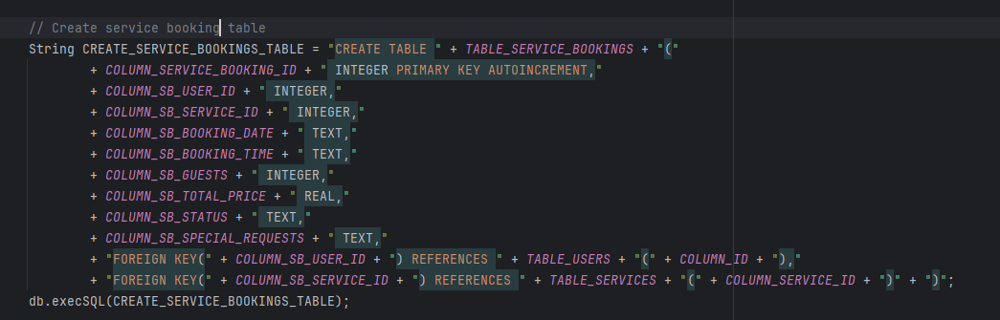 // Create service booking table
String CREATE_SERVICE_BOOKINGS_TABLE = "CREATE TABLE " + TABLE_SERVICE_BOOKINGS + "("
+ COLUMN_SERVICE_BOOKING_ID + " INTEGER PRIMARY KEY AUTOINCREMENT,"
+ COLUMN_SB_USER_ID + " INTEGER,"
+ COLUMN_SB_SERVICE_ID + " INTEGER,"
+ COLUMN_SB_BOOKING_DATE + " TEXT,"
+ COLUMN_SB_BOOKING_TIME + " TEXT,"
+ COLUMN_SB_GUESTS + " INTEGER,"
+ COLUMN_SB_TOTAL_PRICE + " REAL,"
+ COLUMN_SB_STATUS + " TEXT,"
+ COLUMN_SB_SPECIAL_REQUESTS + " TEXT,"
+ "FOREIGN KEY(" + COLUMN_SB_USER_ID + ") REFERENCES " + TABLE_USERS + "(" + COLUMN_ID + "),"
+ "FOREIGN KEY(" + COLUMN_SB_SERVICE_ID + ") REFERENCES " + TABLE_SERVICES + "(" + COLUMN_SERVICE_ID + ")" + ")";
db.execSQL(CREATE_SERVICE_BOOKINGS_TABLE);